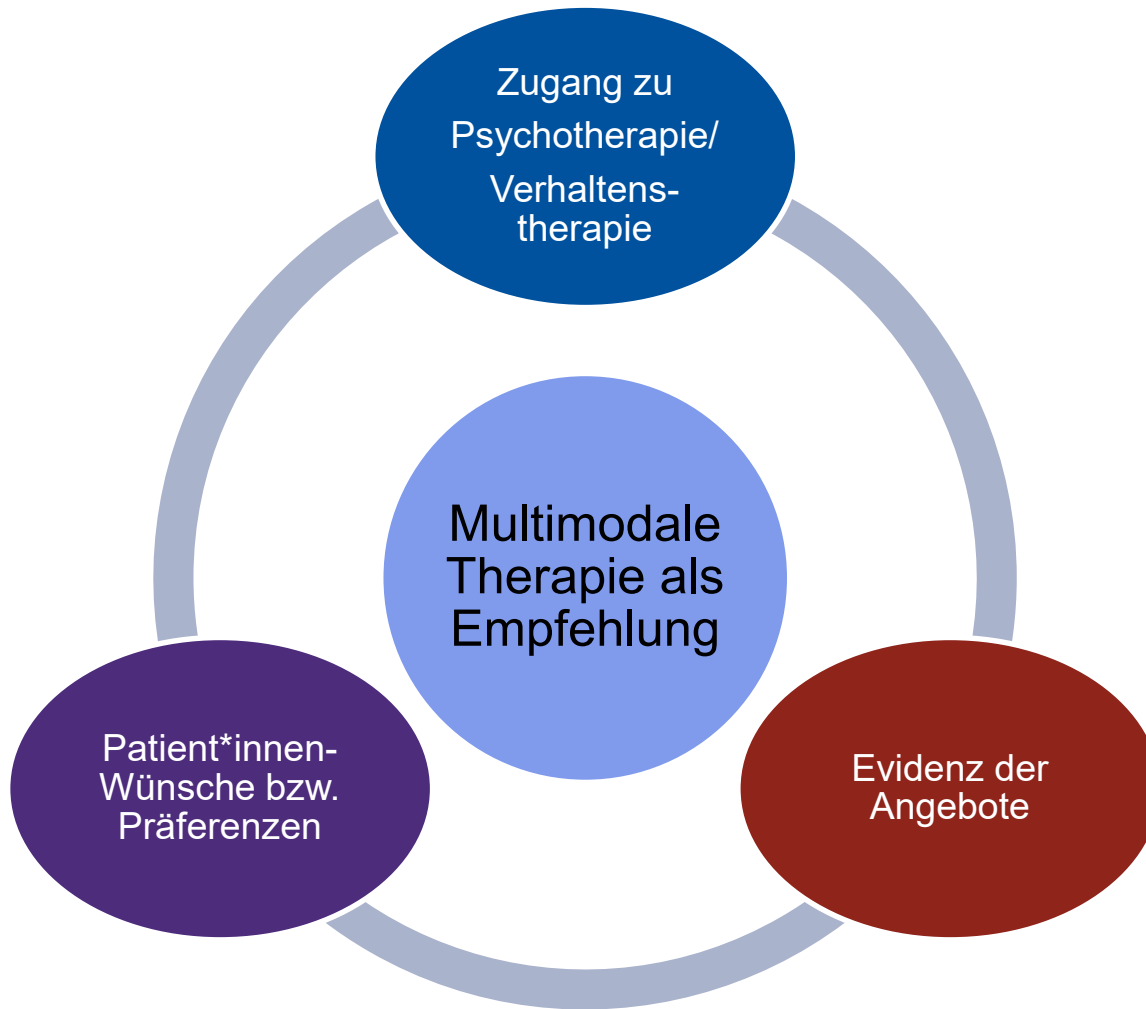 Zugang zu
Psychotherapie/
Verhaltens-
therapie
Multimodale
Therapie als
Empfehlung
Patient*innen-
Wünsche bzw.
Präferenzen
Evidenz der
Angebote